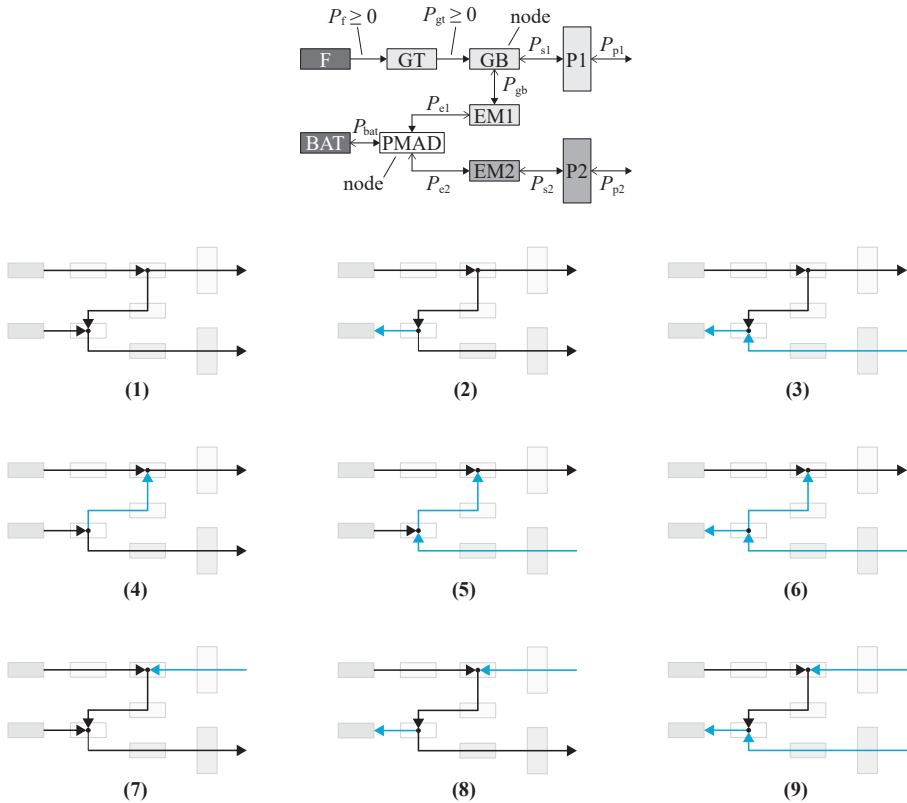 P_f ≥ 0 P_gt ≥ 0 node
F GT GB P_s1 P1 P_p1
P_gb
P_e1 EM1
BAT P_bat PMAD
node P_e2 EM2 P_s2 P2 P_p2
(1) (2) (3)
(4) (5) (6)
(7) (8) (9)